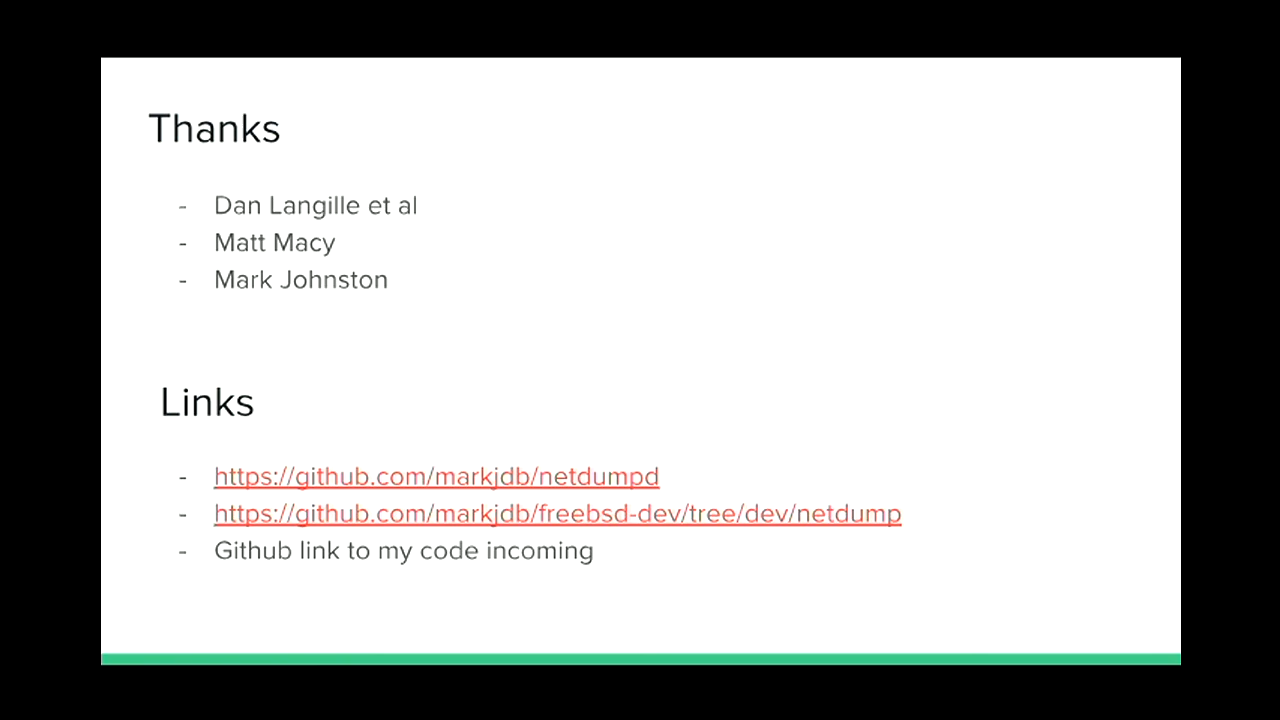 Thanks
- Dan Langille et al
- Matt Macy
- Mark Johnston
Links
- https://github.com/markjdb/netdumpd
- https://github.com/markjdb/freebsd-dev/tree/dev/netdump
- Github link to my code incoming